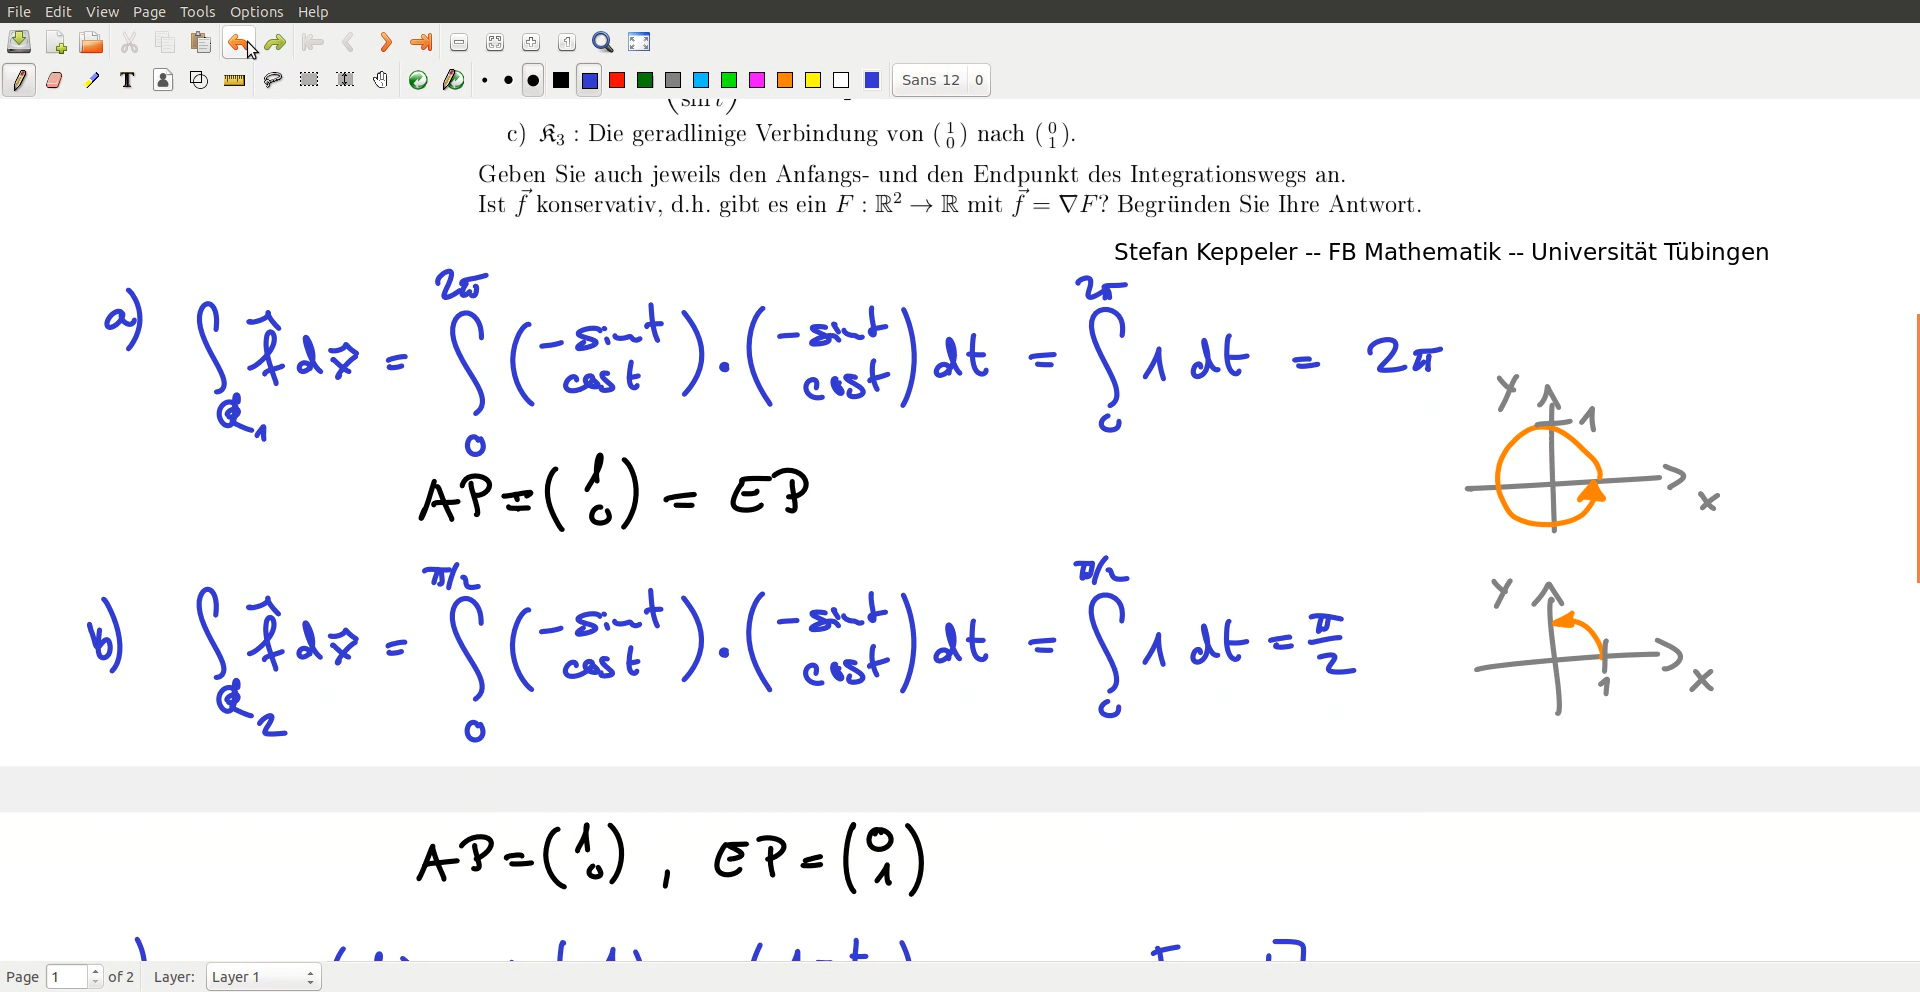 File Edit View Page Tools Options Help
Sans 12 0
(sin t)
c) 𝔎₃ : Die geradlinige Verbindung von (1 0) nach (0 1).
Geben Sie auch jeweils den Anfangs- und den Endpunkt des Integrationswegs an.
Ist f⃗ konservativ, d.h. gibt es ein F : ℝ² → ℝ mit f⃗ = ∇F? Begründen Sie Ihre Antwort.
Stefan Keppeler -- FB Mathematik -- Universität Tübingen
a) ∫_{𝔎₁} f⃗ dx⃗ = ∫₀^{2π} (-sin t, cos t) · (-sin t, cos t) dt = ∫₀^{2π} 1 dt = 2π
y 1 x
AP = (1 0) = EP
b) ∫_{𝔎₂} f⃗ dx⃗ = ∫₀^{π/2} (-sin t, cos t) · (-sin t, cos t) dt = ∫₀^{π/2} 1 dt = π/2
y 1 x
AP = (1 0) , EP = (0 1)
Page 1 of 2 Layer: Layer 1